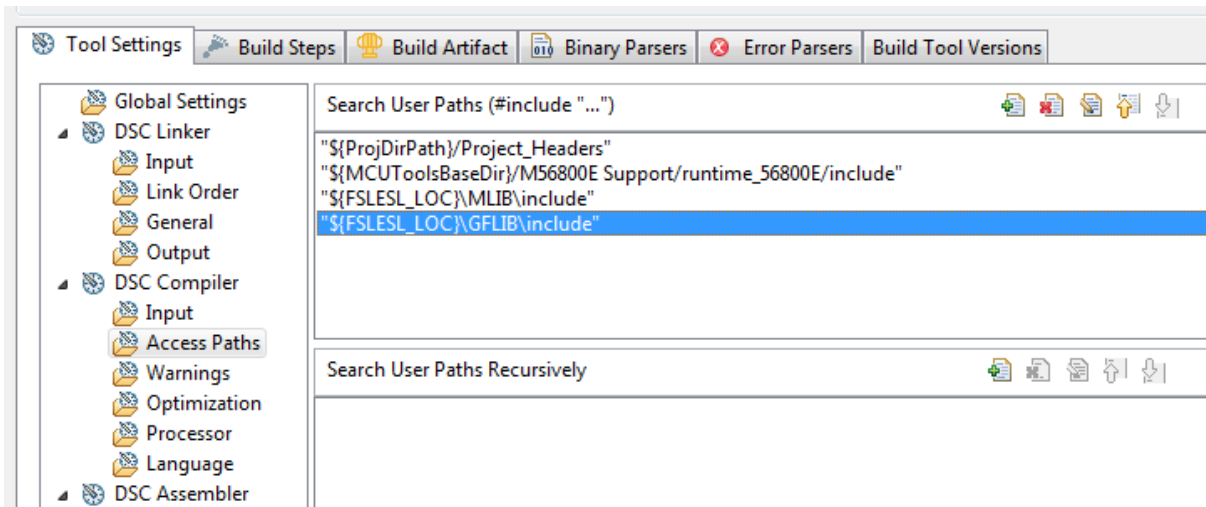 Tool Settings Build Steps Build Artifact Binary Parsers Error Parsers Build Tool Versions
Global Settings
DSC Linker
Input
Link Order
General
Output
DSC Compiler
Input
Access Paths
Warnings
Optimization
Processor
Language
DSC Assembler
Search User Paths (#include "...")
"${ProjDirPath}/Project_Headers"
"${MCUToolsBaseDir}/M56800E Support/runtime_56800E/include"
"${FSLESL_LOC}\MLIB\include"
"${FSLESL_LOC}\GFLIB\include"
Search User Paths Recursively